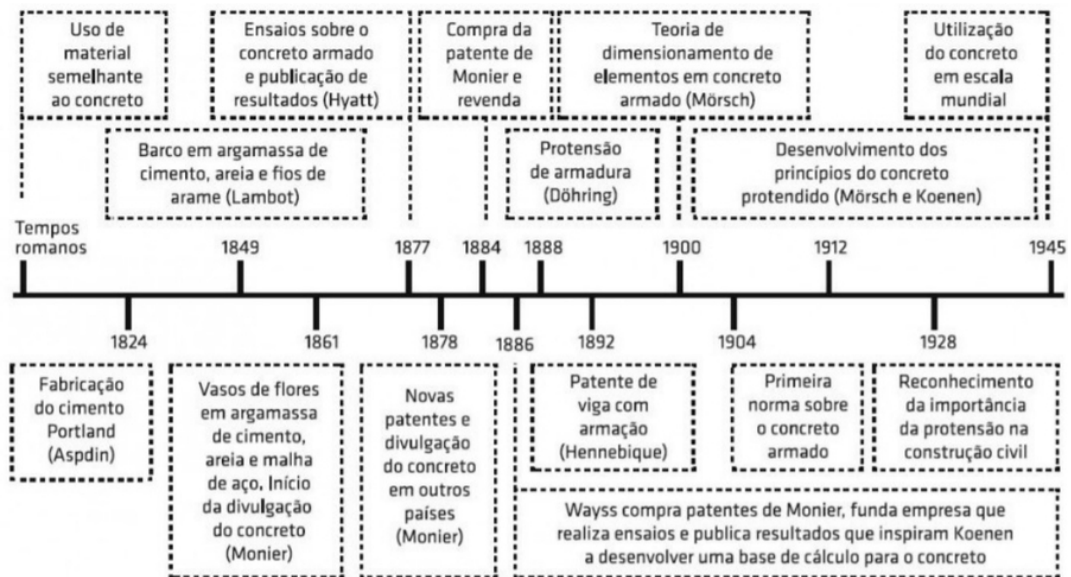 Uso de
material
semelhante
ao concreto
Ensaios sobre o
concreto armado
e publicação de
resultados (Hyatt)
Compra da
patente de
Monier e
revenda
Teoria de
dimensionamento de
elementos em concreto
armado (Mörsch)
Utilização
do concreto
em escala
mundial
Barco em argamassa de
cimento, areia e fios de
arame (Lambot)
Protensão
de armadura
(Döhring)
Desenvolvimento dos
princípios do concreto
protendido (Mörsch e Koenen)
Tempos
romanos
1849
1877
1884
1888
1900
1912
1945
1824
1861
1878
1886
1892
1904
1928
Fabricação
do cimento
Portland
(Aspdin)
Vasos de flores
em argamassa
de cimento,
areia e malha
de aço. Início
da divulgação
do concreto
(Monier)
Novas
patentes e
divulgação
do concreto
em outros
países
(Monier)
Patente de
viga com
armação
(Hennebique)
Primeira
norma sobre
o concreto
armado
Reconhecimento
da importância
da protensão na
construção civil
Wayss compra patentes de Monier, funda empresa que
realiza ensaios e publica resultados que inspiram Koenen
a desenvolver uma base de cálculo para o concreto